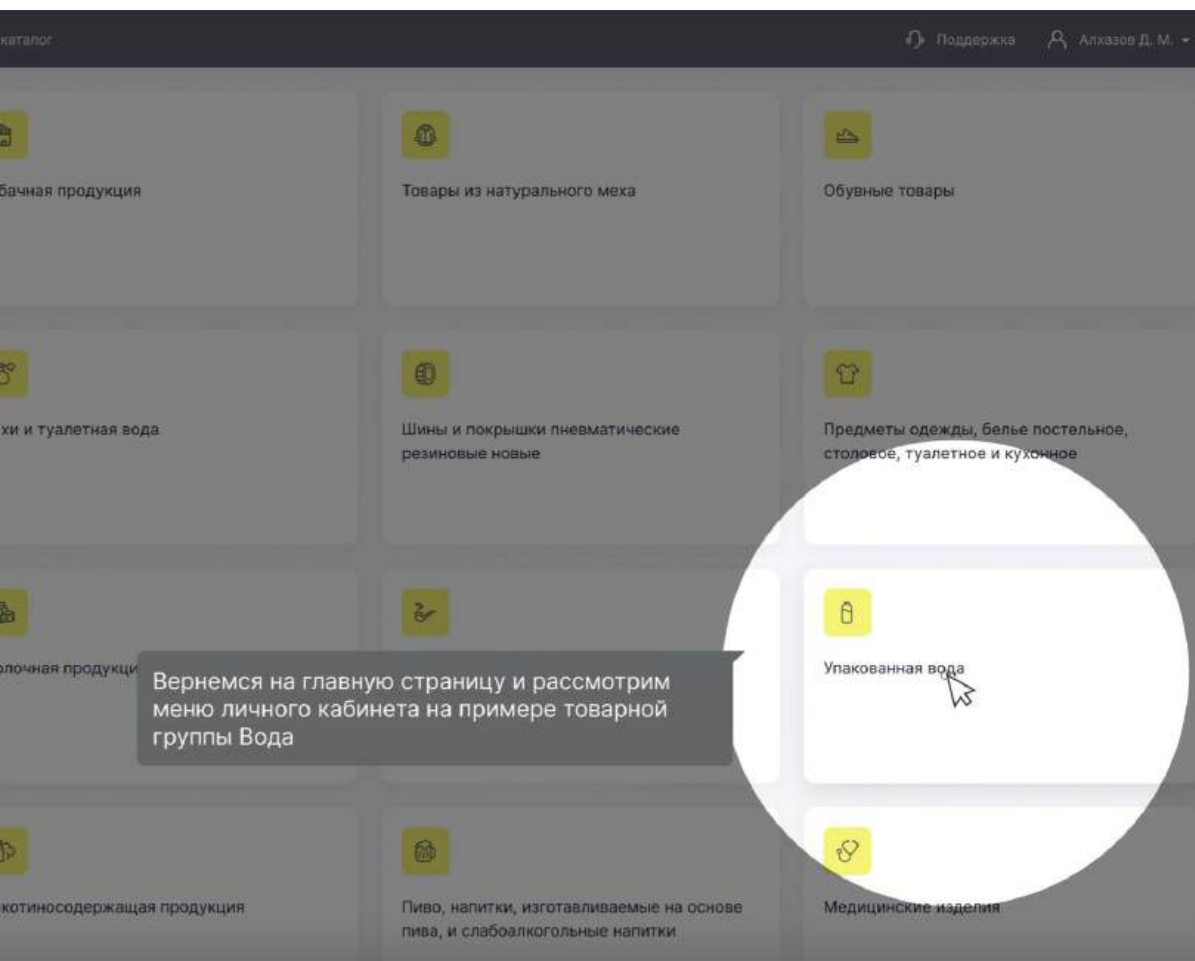 каталог
Поддержка
Алхазов Д. М.
бачная продукция
Товары из натурального меха
Обувные товары
хи и туалетная вода
Шины и покрышки пневматические
резиновые новые
Предметы одежды, белье постельное,
столовое, туалетное и кухонное
лочная продукци
Упакованная вода
Вернемся на главную страницу и рассмотрим
меню личного кабинета на примере товарной
группы Вода
котиносодержащая продукция
Пиво, напитки, изготавливаемые на основе
пива, и слабоалкогольные напитки
Медицинские изделия